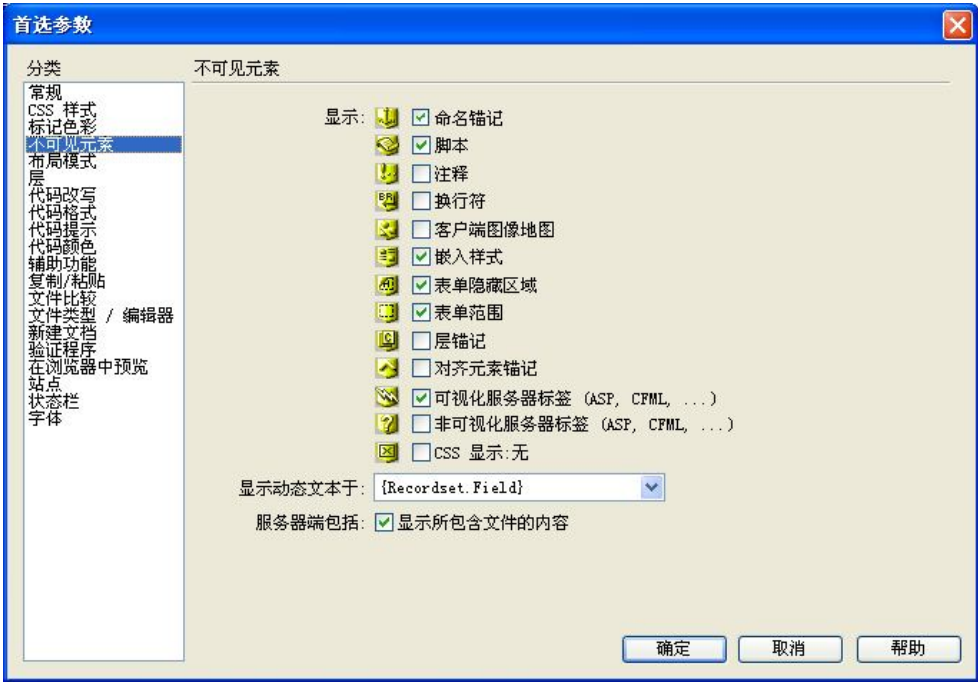 首选参数
分类
常规
CSS 样式
标记色彩
不可见元素
布局模式
层
代码改写
代码格式
代码提示
代码颜色
辅助功能
复制/粘贴
文件比较
文件类型 / 编辑器
新建文档
验证程序
在浏览器中预览
站点
状态栏
字体
不可见元素
显示: 命名锚记
脚本
注释
BR 换行符
客户端图像地图
嵌入样式
表单隐藏区域
表单范围
层锚记
对齐元素锚记
可视化服务器标签 (ASP, CFML, ...)
非可视化服务器标签 (ASP, CFML, ...)
CSS 显示:无
显示动态文本于: {Recordset.Field}
服务器端包括: 显示所包含文件的内容
确定 取消 帮助